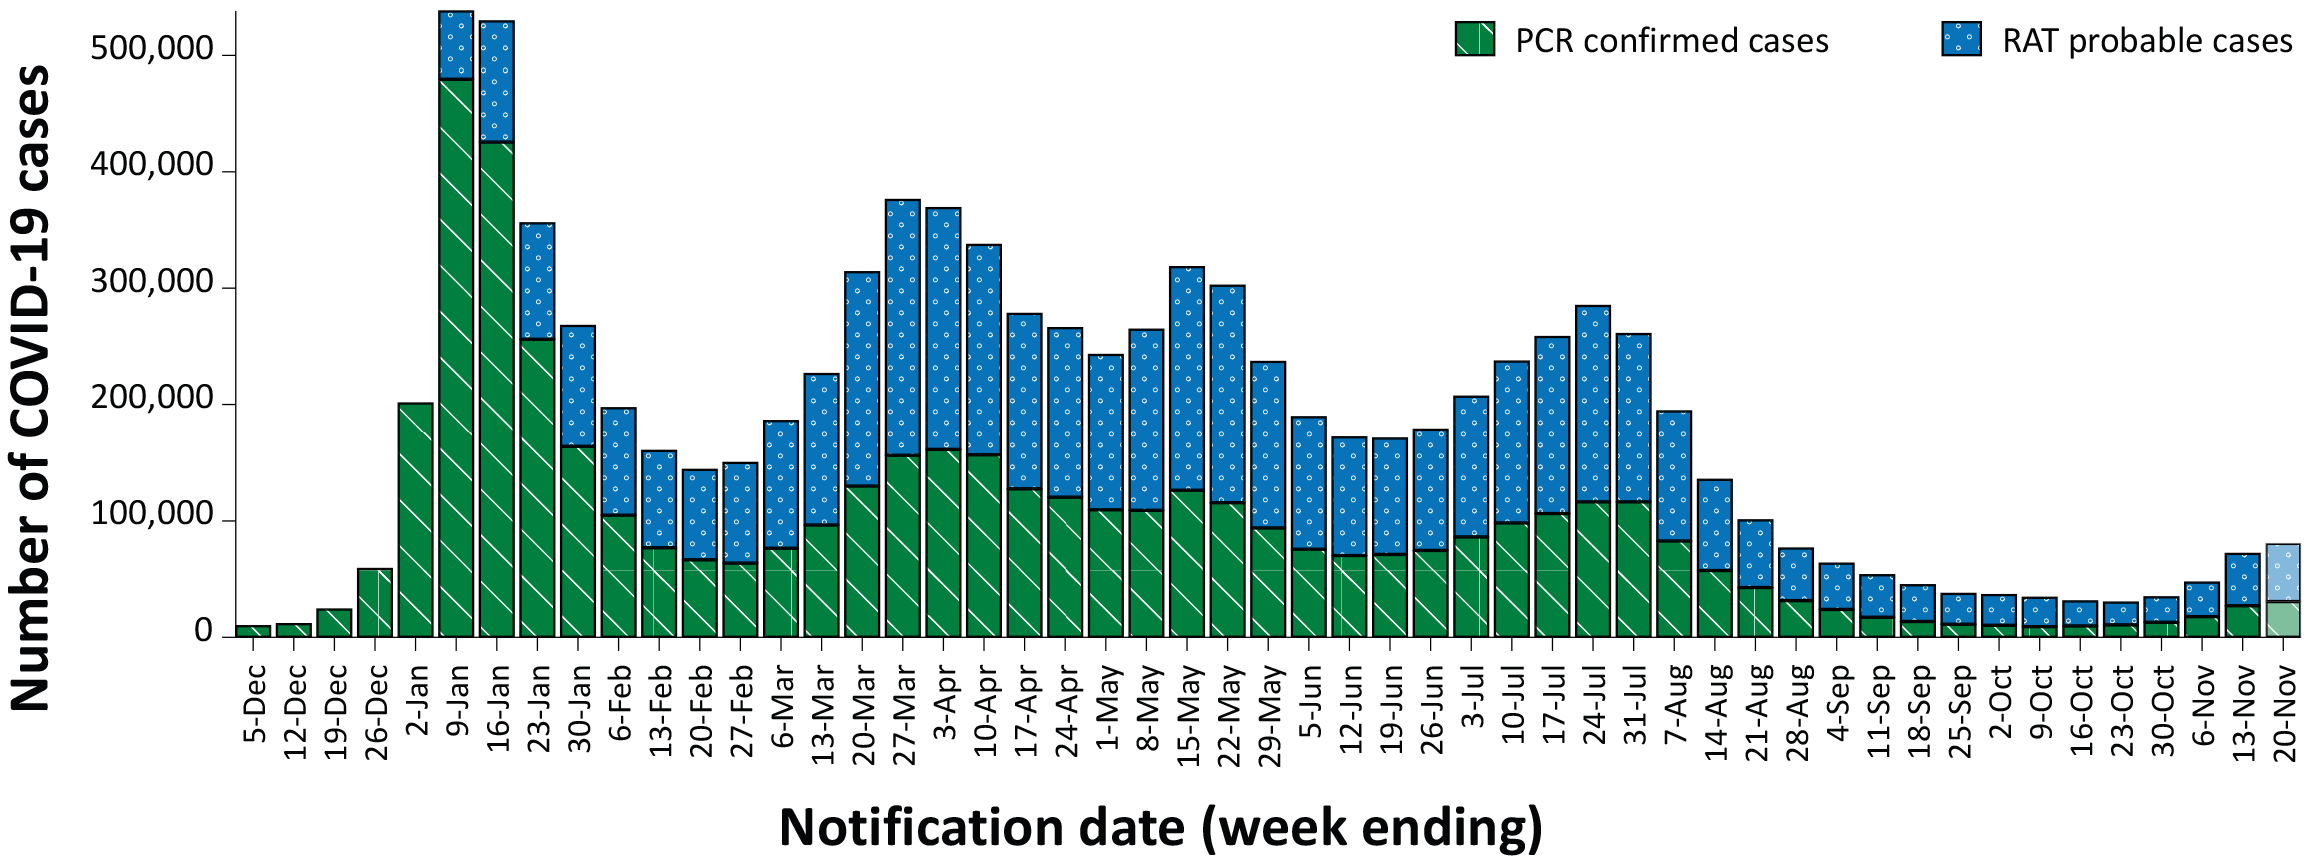 Number of COVID-19 cases
500,000
400,000
300,000
200,000
100,000
0
PCR confirmed cases
RAT probable cases
5-Dec
12-Dec
19-Dec
26-Dec
2-Jan
9-Jan
16-Jan
23-Jan
30-Jan
6-Feb
13-Feb
20-Feb
27-Feb
6-Mar
13-Mar
20-Mar
27-Mar
3-Apr
10-Apr
17-Apr
24-Apr
1-May
8-May
15-May
22-May
29-May
5-Jun
12-Jun
19-Jun
26-Jun
3-Jul
10-Jul
17-Jul
24-Jul
31-Jul
7-Aug
14-Aug
21-Aug
28-Aug
4-Sep
11-Sep
18-Sep
25-Sep
2-Oct
9-Oct
16-Oct
23-Oct
30-Oct
6-Nov
13-Nov
20-Nov
Notification date (week ending)